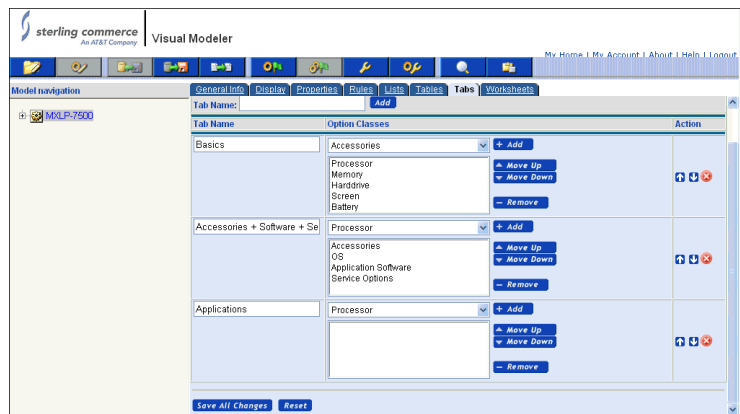 sterling commerce
An AT&T Company
Visual Modeler
My Home | My Account | About | Help | Logout
Model navigation
General Info Display Properties Rules Lists Tables Tabs Worksheets
MXLP-7500
Tab Name: Add
Tab Name Option Classes Action
Basics Accessories + Add
Processor
Memory
Harddrive
Screen
Battery
Move Up
Move Down
– Remove
Accessories + Software + Se Processor + Add
Accessories
OS
Application Software
Service Options
Move Up
Move Down
– Remove
Applications Processor + Add
Move Up
Move Down
– Remove
Save All Changes Reset